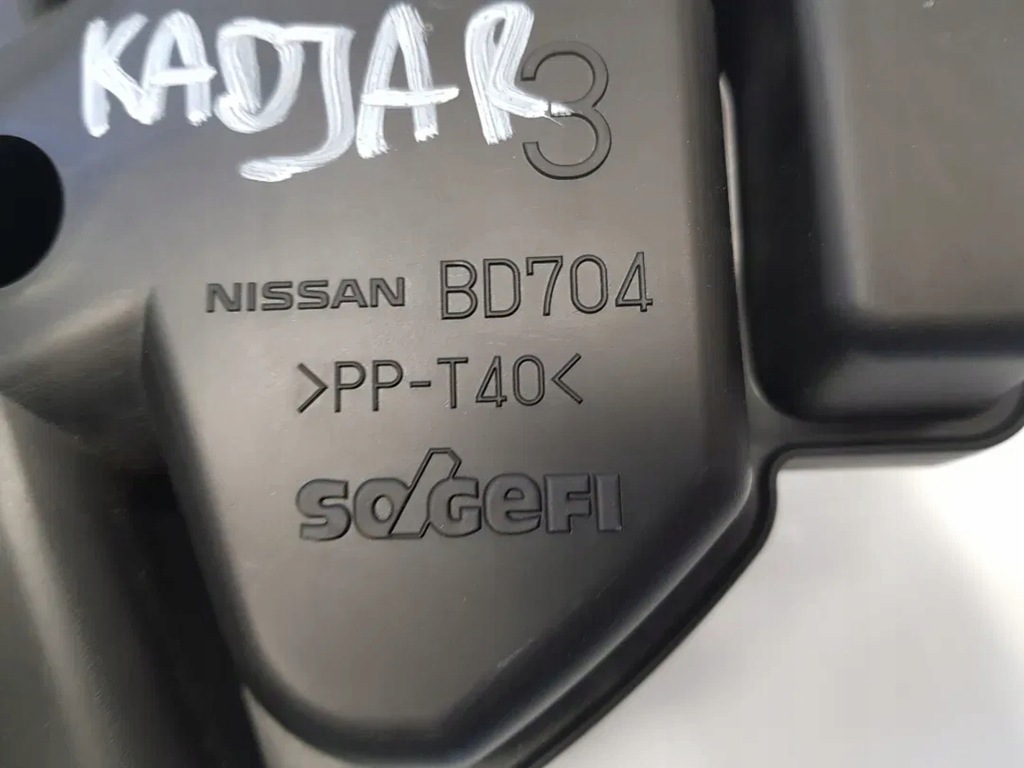 KADJAR
3
NISSAN BD704
>PP-T40<
SOGEFI